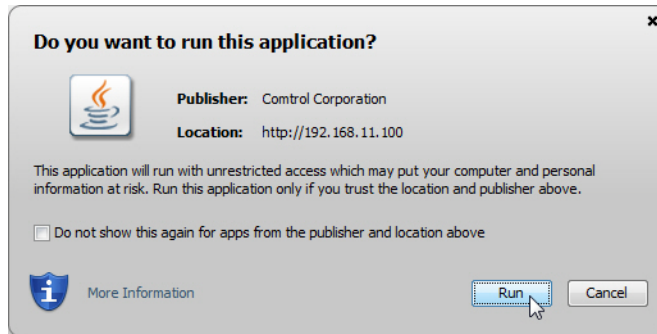 Do you want to run this application?
Publisher: Comtrol Corporation
Location: http://192.168.11.100
This application will run with unrestricted access which may put your computer and personal
information at risk. Run this application only if you trust the location and publisher above.
Do not show this again for apps from the publisher and location above
More Information
Run
Cancel